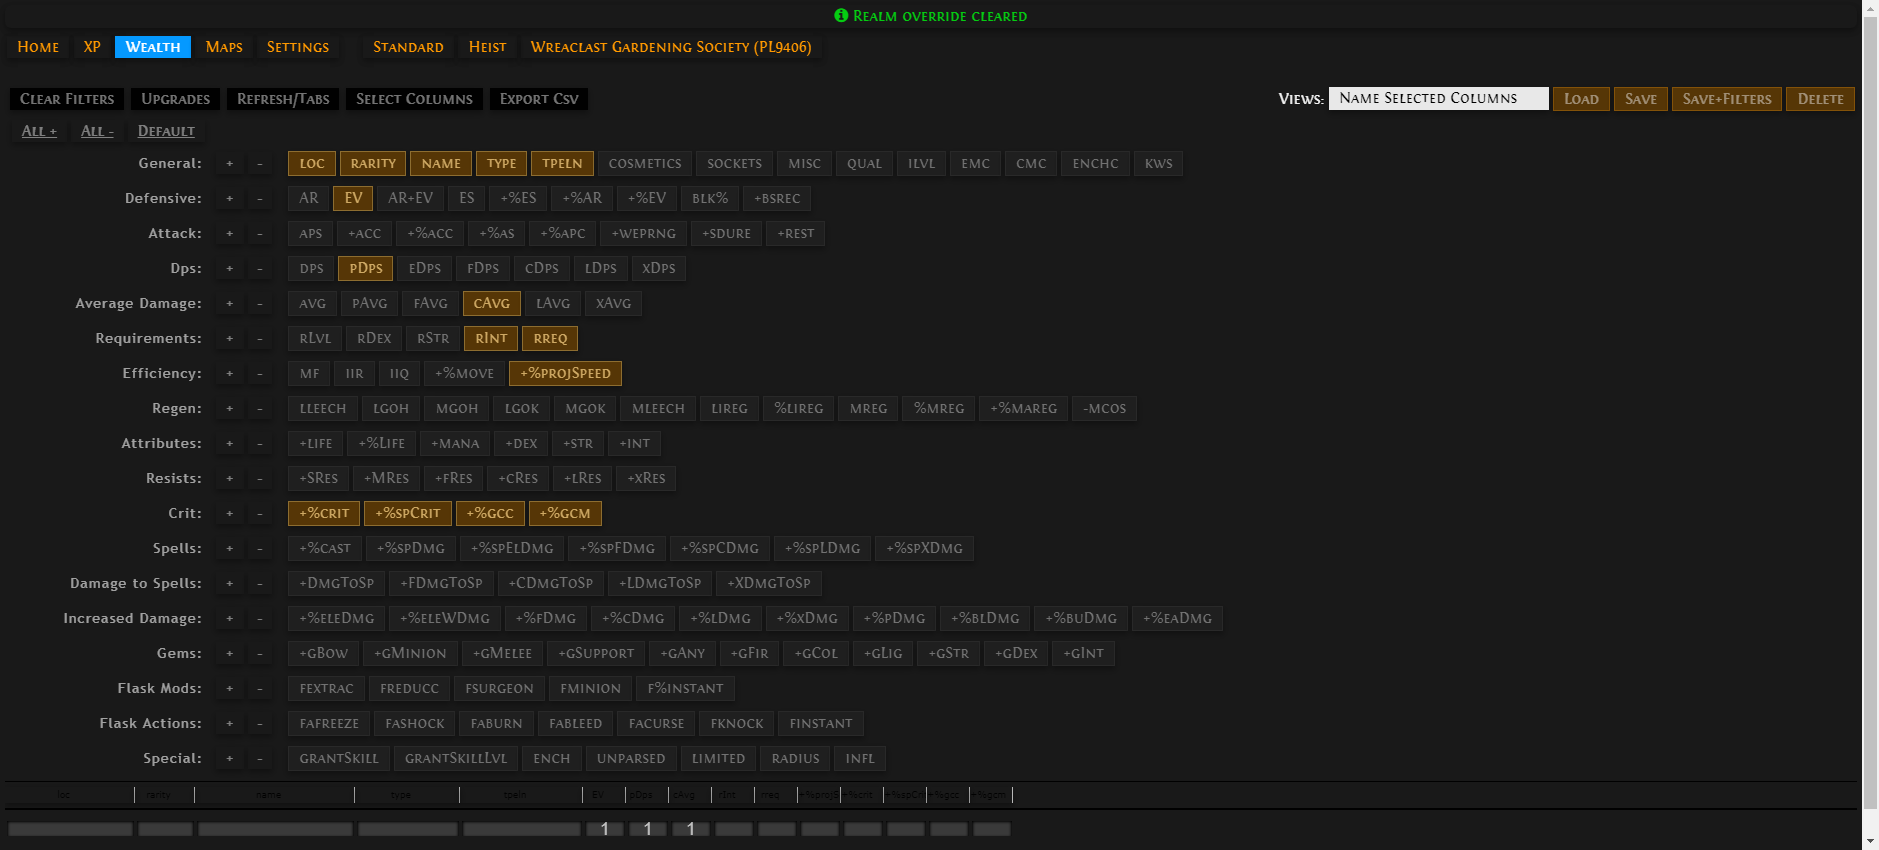 Realm override cleared
Home XP Wealth Maps Settings Standard Heist Wreaclast Gardening Society (PL9406)
Clear Filters Upgrades Refresh/Tabs Select Columns Export Csv Views: Name Selected Columns Load Save Save+Filters Delete
All + All - Default
General: + - loc rarity name type tpeln cosmetics sockets misc qual ilvl emc cmc enchc kws
Defensive: + - AR EV AR+EV ES +%ES +%AR +%EV blk% +bsrec
Attack: + - aps +acc +%acc +%as +%apc +weprng +sdure +rest
Dps: + - dps pDps eDps fDps cDps lDps xDps
Average Damage: + - avg pAvg fAvg cAvg lAvg xAvg
Requirements: + - rLvl rDex rStr rInt rreq
Efficiency: + - mf iir iiq +%move +%projSpeed
Regen: + - lleech lgoh mgoh lgok mgok mleech lireg %lireg mreg %mreg +%mareg -mcos
Attributes: + - +life +%Life +mana +dex +str +int
Resists: + - +SRes +MRes +fRes +cRes +lRes +xRes
Crit: + - +%crit +%spCrit +%gcc +%gcm
Spells: + - +%cast +%spDmg +%spElDmg +%spFDmg +%spCDmg +%spLDmg +%spXDmg
Damage to Spells: + - +DmgToSp +FDmgToSp +CDmgToSp +LDmgToSp +XDmgToSp
Increased Damage: + - +%eleDmg +%eleWDmg +%fDmg +%cDmg +%lDmg +%xDmg +%pDmg +%blDmg +%buDmg +%eaDmg
Gems: + - +gBow +gMinion +gMelee +gSupport +gAny +gFir +gCol +gLig +gStr +gDex +gInt
Flask Mods: + - fextrac freducc fsurgeon fminion f%instant
Flask Actions: + - fafreeze fashock faburn fableed facurse fknock finstant
Special: + - grantSkill grantSkillLvl ench unparsed limited radius infl
loc rarity name type tpeln EV pDps cAvg rInt rreq +%projS +%crit +%spCri +%gcc +%gcm
1 1 1